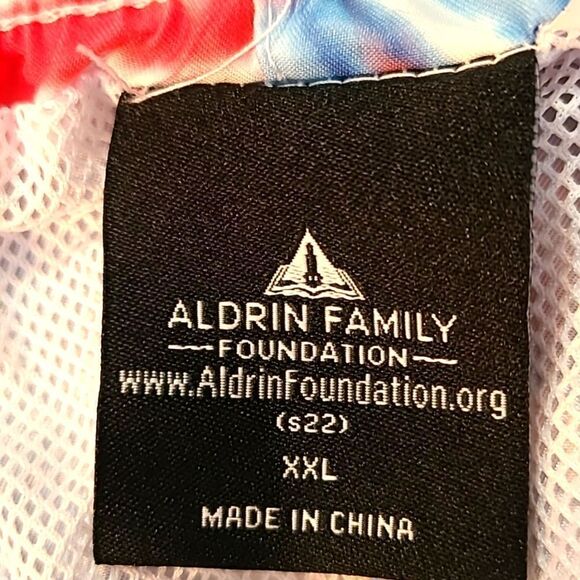 ALDRIN FAMILY
FOUNDATION
www.AldrinFoundation.org
(s22)
XXL
MADE IN CHINA